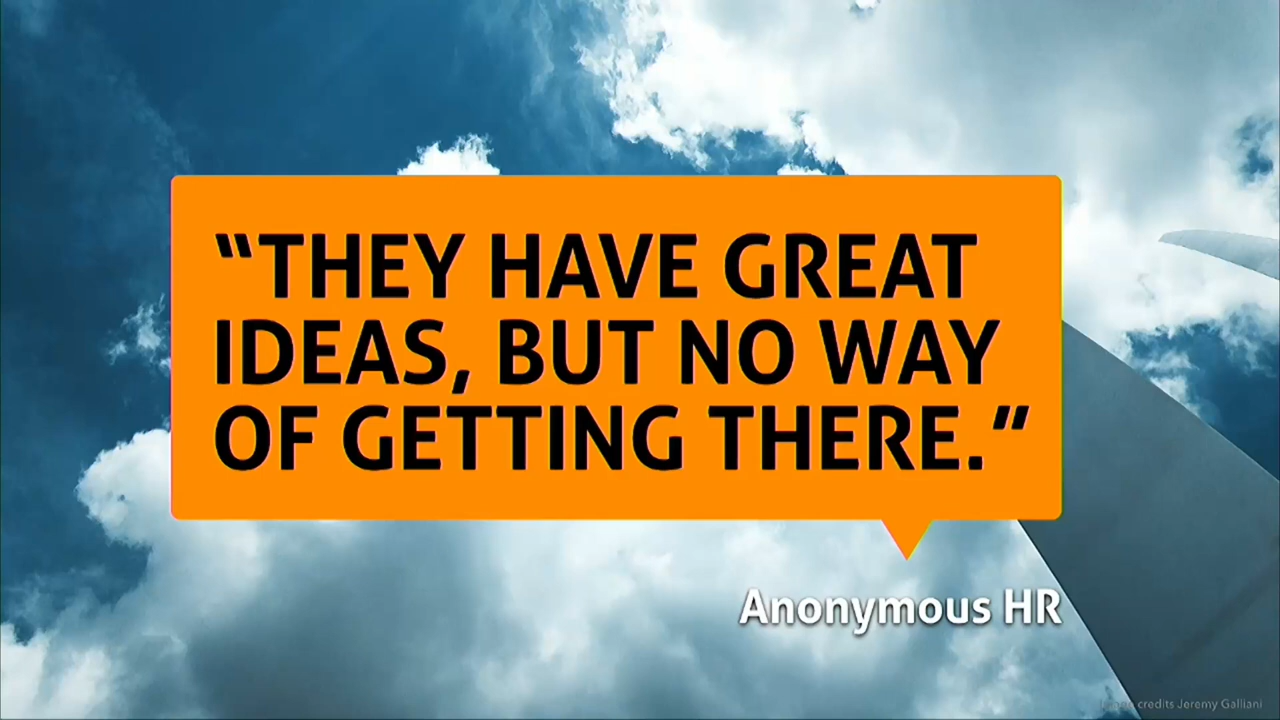 “THEY HAVE GREAT
IDEAS, BUT NO WAY
OF GETTING THERE.”
Anonymous HR
credits Jeremy Galliani